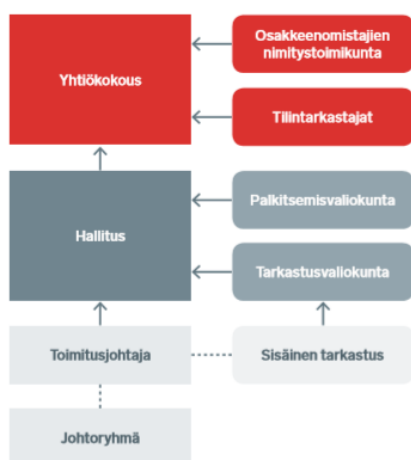 Osakkeenomistajien
nimitystoimikunta
Yhtiökokous
Tilintarkastajat
Palkitsemisvaliokunta
Hallitus
Tarkastusvaliokunta
Toimitusjohtaja
Sisäinen tarkastus
Johtoryhmä